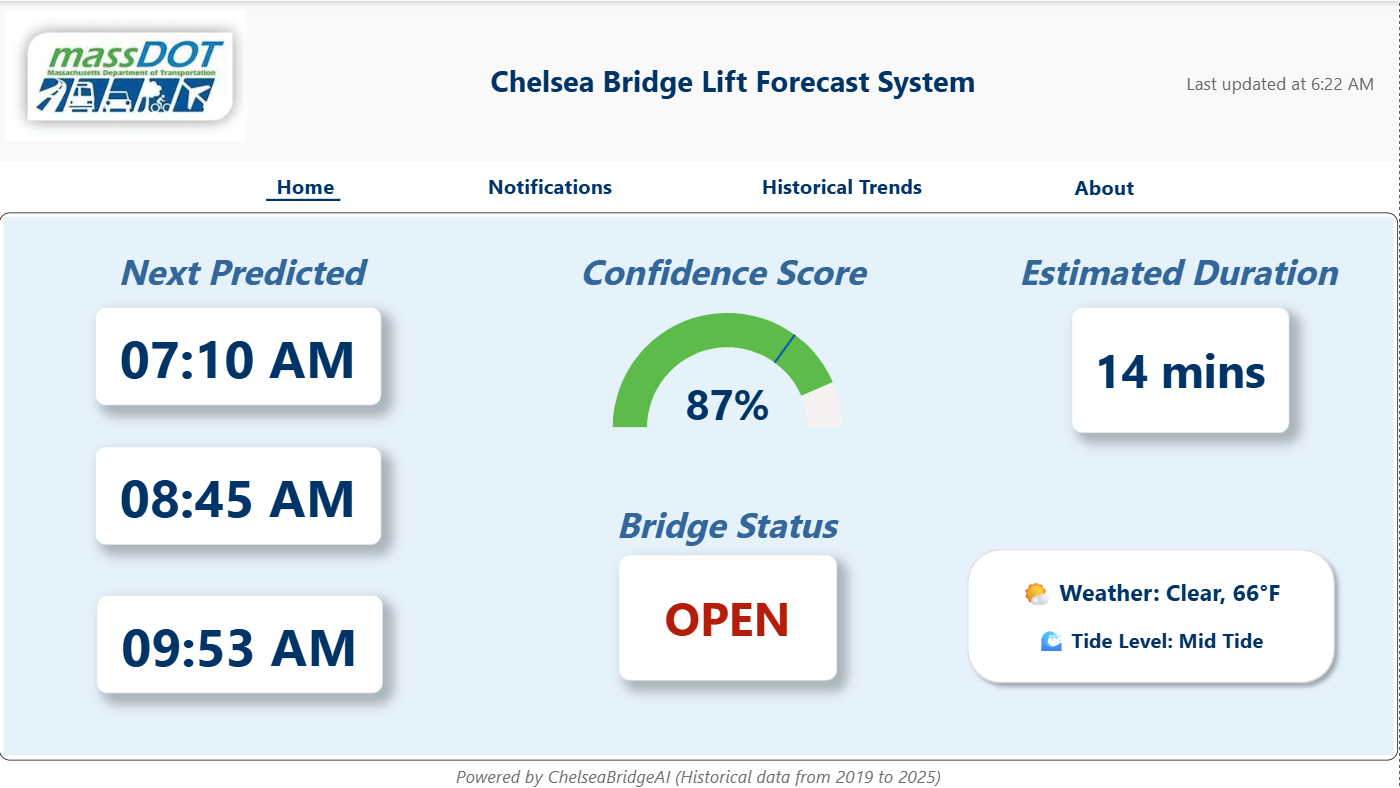 massDOT
Massachusetts Department of Transportation
Chelsea Bridge Lift Forecast System
Last updated at 6:22 AM
Home
Notifications
Historical Trends
About
Next Predicted
07:10 AM
08:45 AM
09:53 AM
Confidence Score
87%
Bridge Status
OPEN
Estimated Duration
14 mins
Weather: Clear, 66°F
Tide Level: Mid Tide
Powered by ChelseaBridgeAI (Historical data from 2019 to 2025)